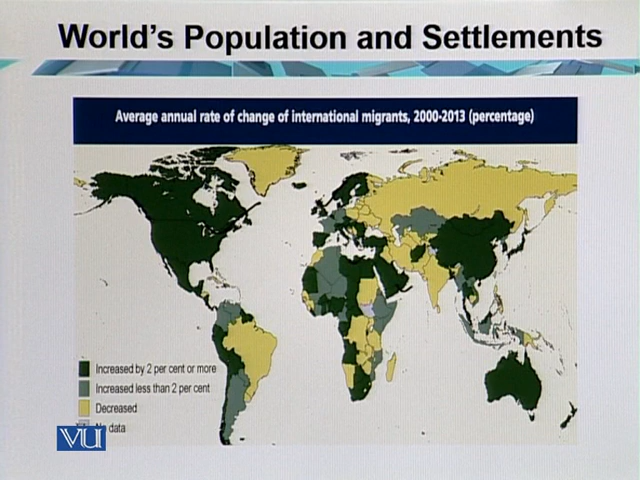 World's Population and Settlements
Average annual rate of change of international migrants, 2000-2013 (percentage)
Increased by 2 per cent or more
Increased less than 2 per cent
Decreased
data
VU